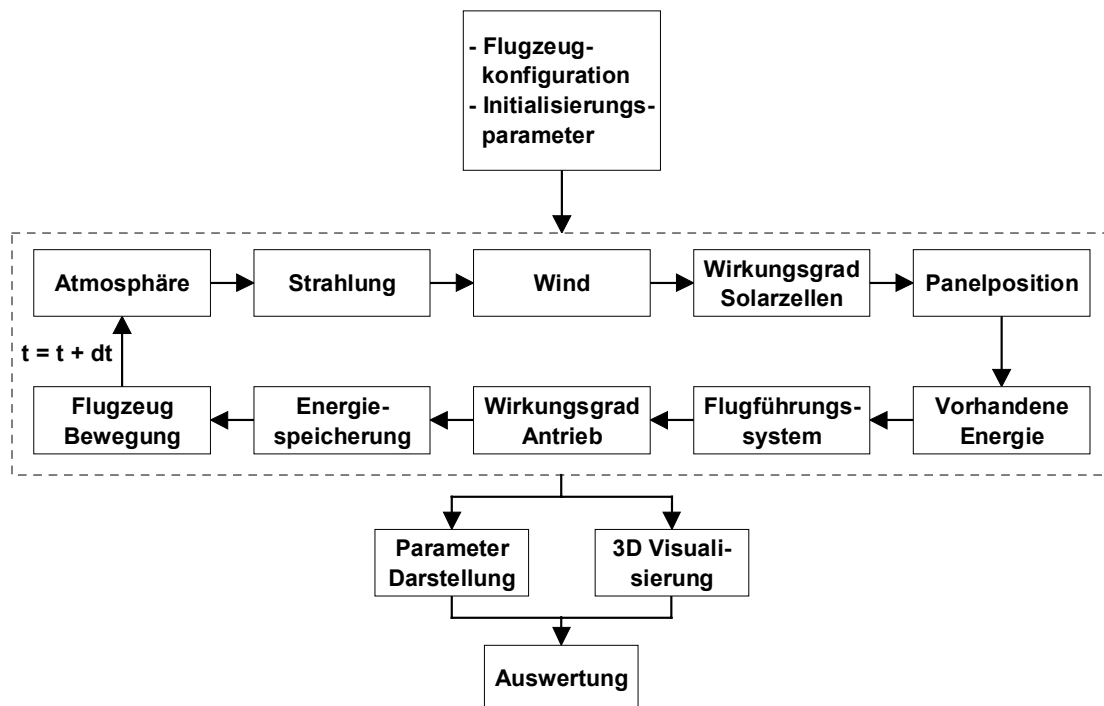 - Flugzeug-
konfiguration
- Initialisierungs-
parameter
Atmosphäre
Strahlung
Wind
Wirkungsgrad
Solarzellen
Panelposition
t = t + dt
Flugzeug
Bewegung
Energie-
speicherung
Wirkungsgrad
Antrieb
Flugführungs-
system
Vorhandene
Energie
Parameter
Darstellung
3D Visuali-
sierung
Auswertung